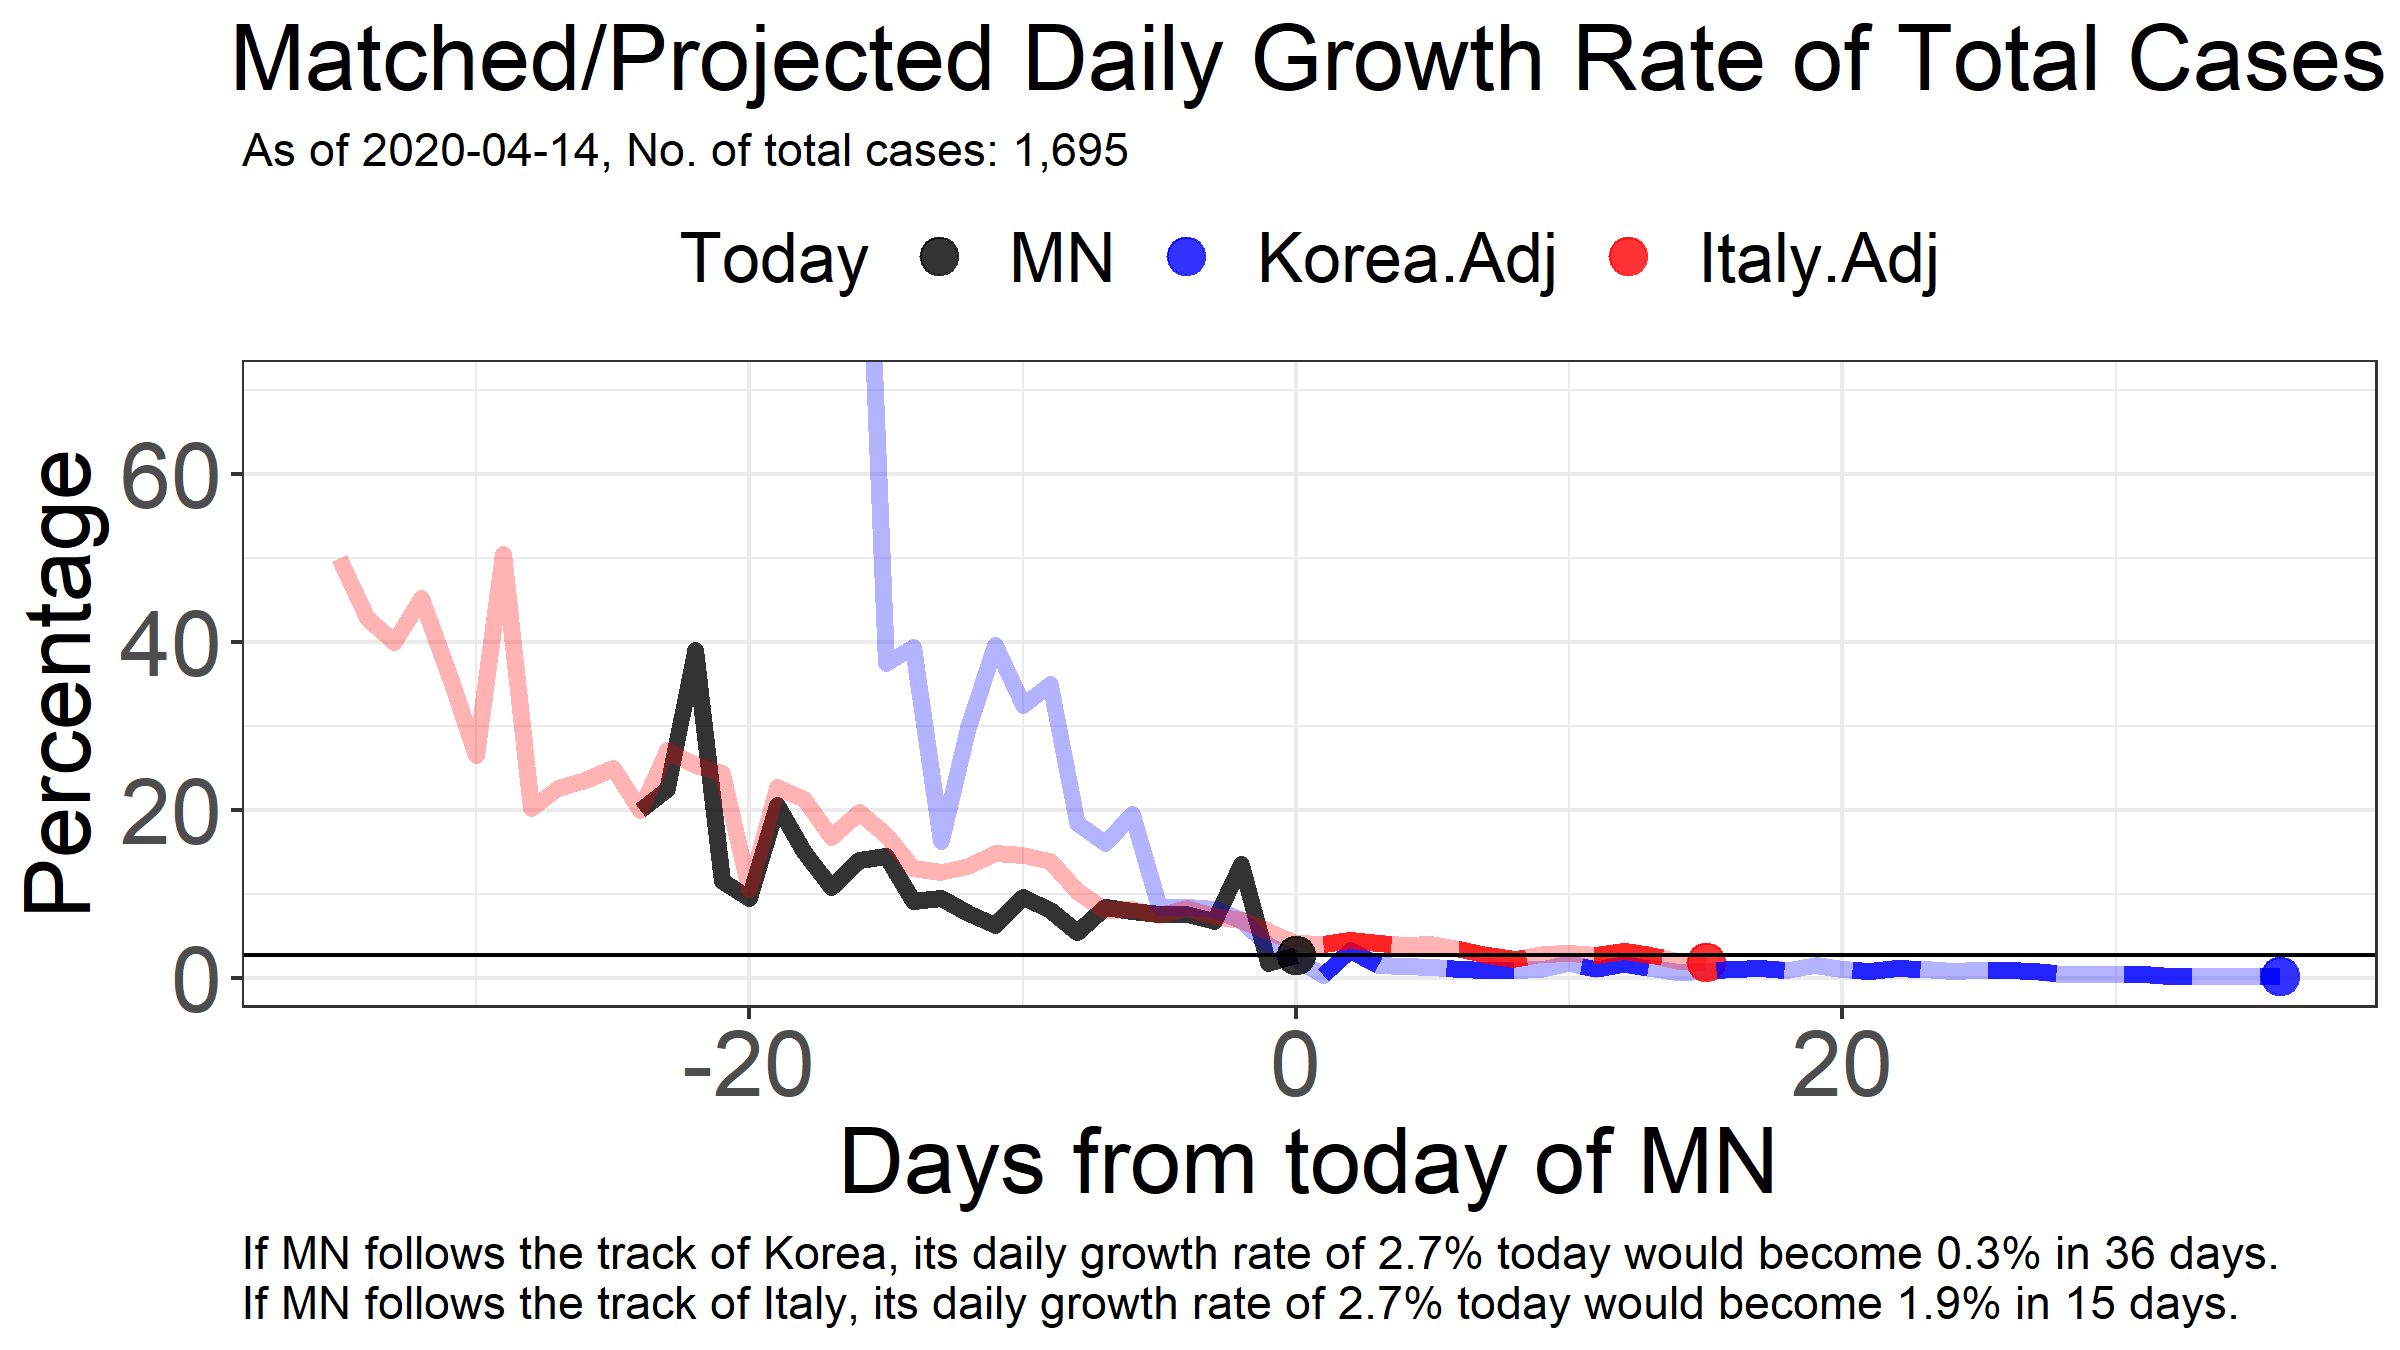 Matched/Projected Daily Growth Rate of Total Cases
As of 2020-04-14, No. of total cases: 1,695
Today MN Korea.Adj Italy.Adj
Percentage
60
40
20
0
-20 0 20
Days from today of MN
If MN follows the track of Korea, its daily growth rate of 2.7% today would become 0.3% in 36 days.
If MN follows the track of Italy, its daily growth rate of 2.7% today would become 1.9% in 15 days.